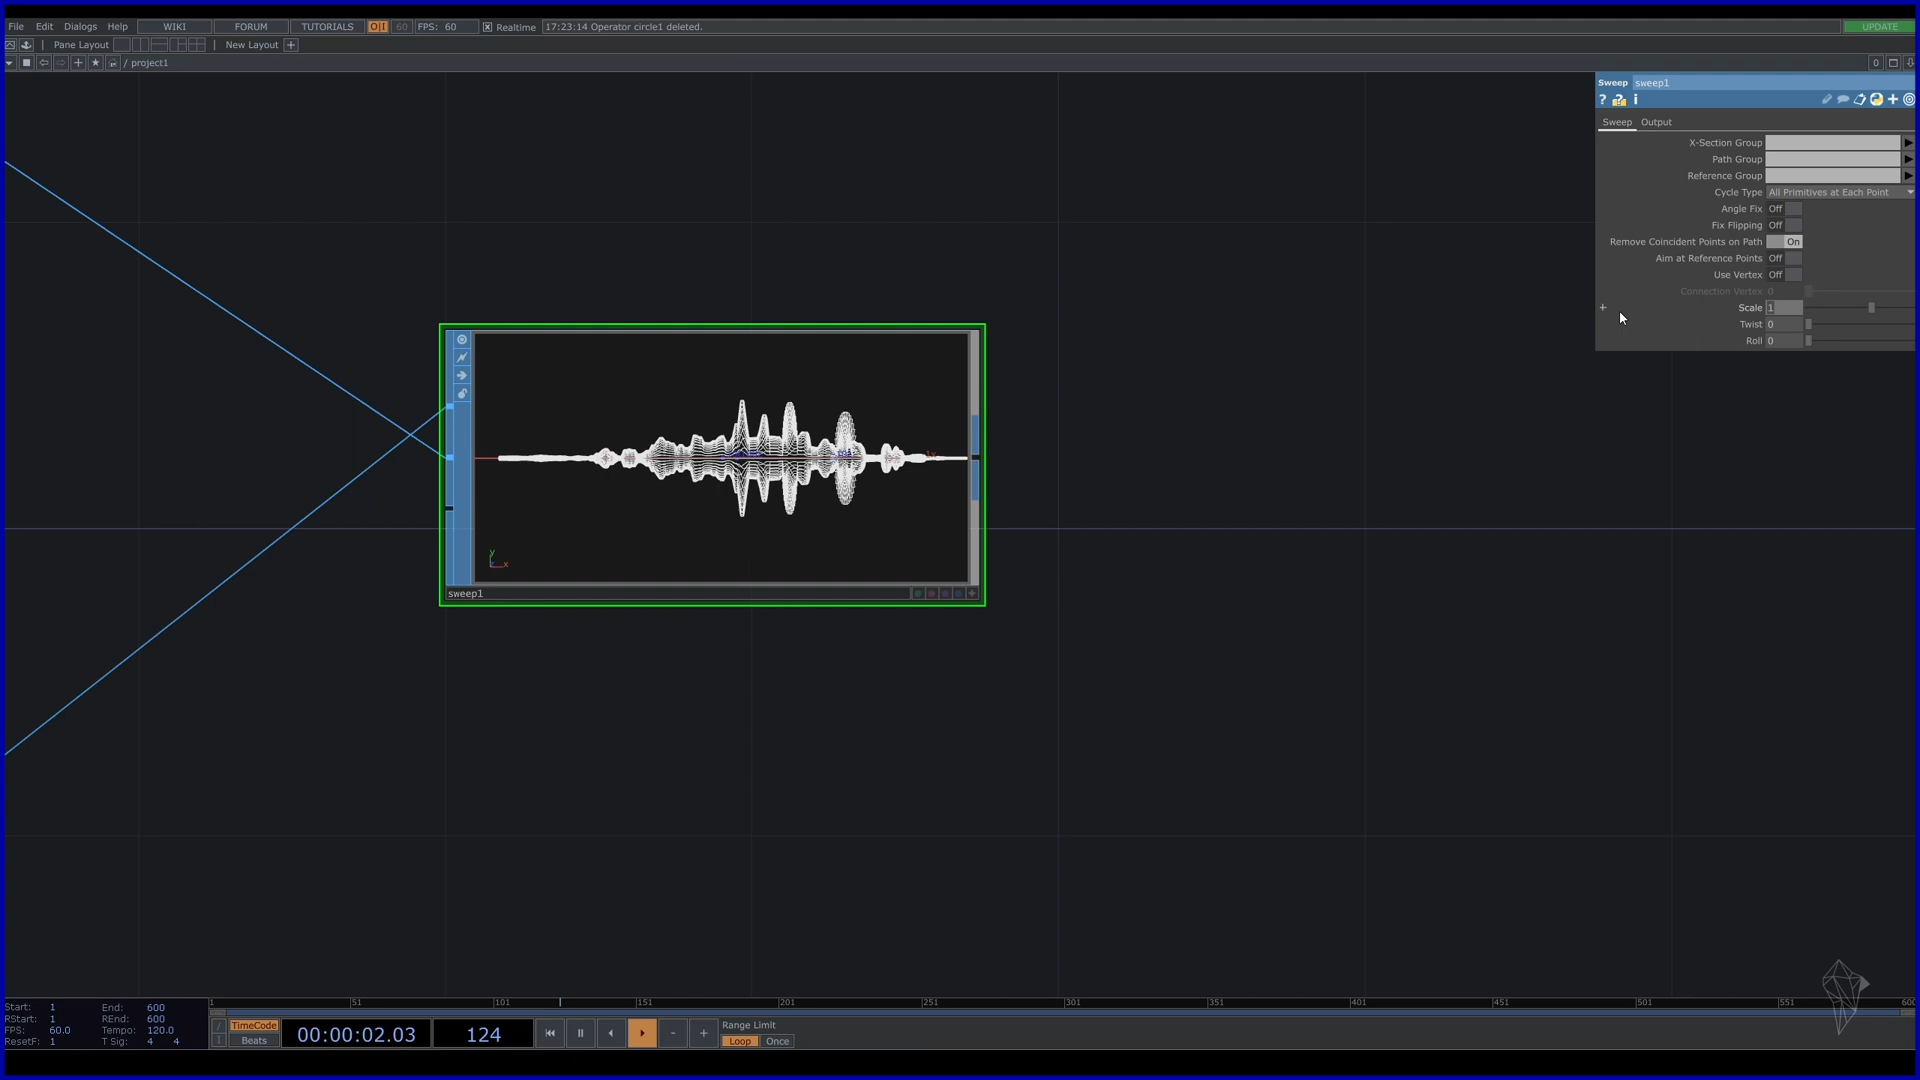 File Edit Dialogs Help WIKI FORUM TUTORIALS O|I 60 FPS: 60 Realtime 17:23:14 Operator circle1 deleted. UPDATE
Pane Layout New Layout +
/ project1 0
Sweep sweep1
? ? i
Sweep Output
X-Section Group
Path Group
Reference Group
Cycle Type All Primitives at Each Point
Angle Fix Off
Fix Flipping Off
Remove Coincident Points on Path On
Aim at Reference Points Off
Use Vertex Off
Connection Vertex 0
+ Scale 1
Twist 0
Roll 0
y
x
sweep1
1 51 101 151 201 251 301 351 401 451 501 551 600
Start: 1 End: 600
RStart: 1 REnd: 600
FPS: 60.0 Tempo: 120.0
ResetF: 1 T Sig: 4 4
TimeCode
Beats
00:00:02.03
124
- +
Range Limit
Loop Once